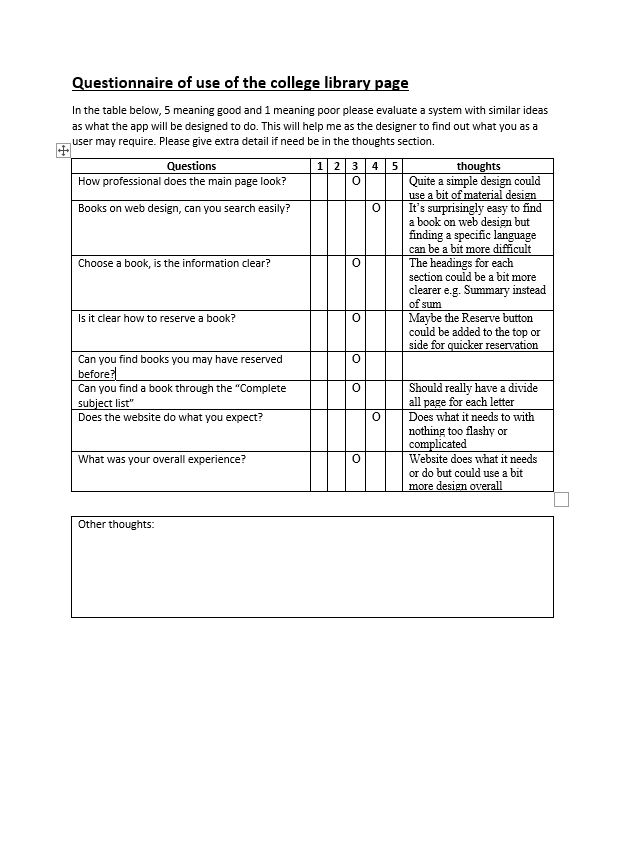 Questionnaire of use of the college library page
In the table below, 5 meaning good and 1 meaning poor please evaluate a system with similar ideas
as what the app will be designed to do. This will help me as the designer to find out what you as a
user may require. Please give extra detail if need be in the thoughts section.
Questions 1 2 3 4 5 thoughts
How professional does the main page look? O Quite a simple design could
use a bit of material design
Books on web design, can you search easily? O It's surprisingly easy to find
a book on web design but
finding a specific language
can be a bit more difficult
Choose a book, is the information clear? O The headings for each
section could be a bit more
clearer e.g. Summary instead
of sum
Is it clear how to reserve a book? O Maybe the Reserve button
could be added to the top or
side for quicker reservation
Can you find books you may have reserved O
before?
Can you find a book through the “Complete O Should really have a divide
subject list” all page for each letter
Does the website do what you expect? O Does what it needs to with
nothing too flashy or
complicated
What was your overall experience? O Website does what it needs
or do but could use a bit
more design overall
Other thoughts: